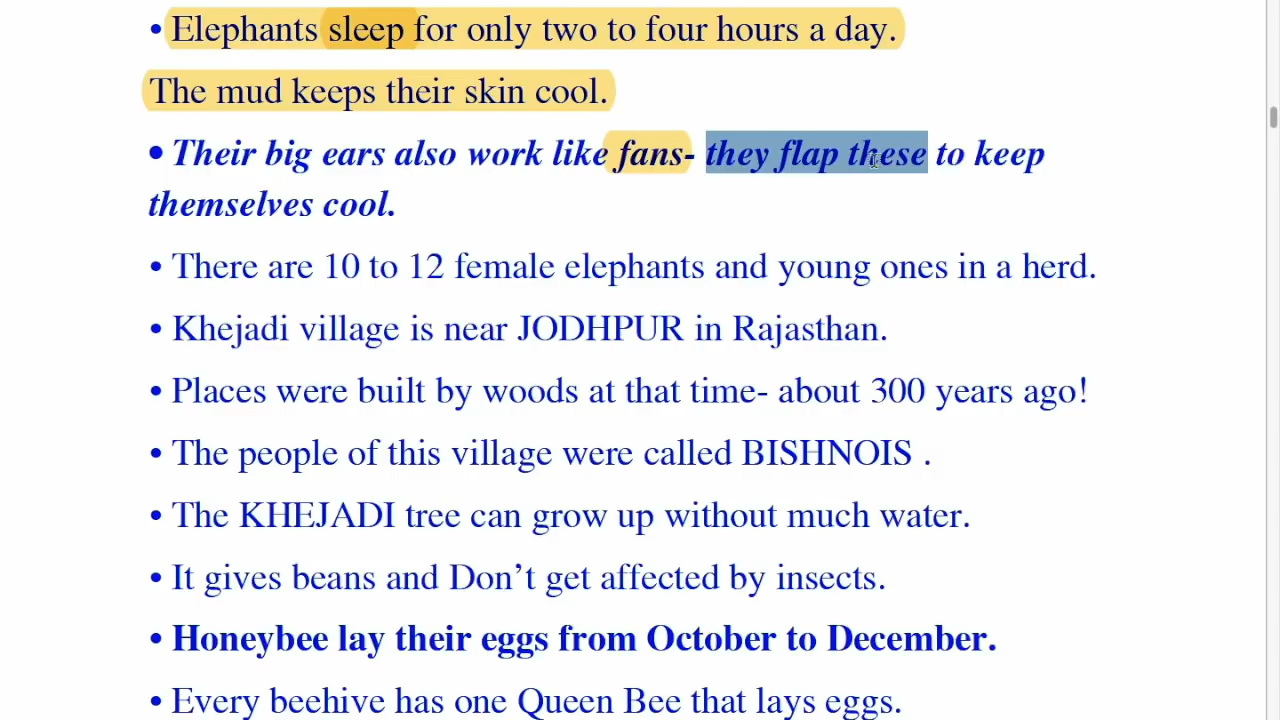 • Elephants sleep for only two to four hours a day.
The mud keeps their skin cool.
• Their big ears also work like fans- they flap these to keep
themselves cool.
• There are 10 to 12 female elephants and young ones in a herd.
• Khejadi village is near JODHPUR in Rajasthan.
• Places were built by woods at that time- about 300 years ago!
• The people of this village were called BISHNOIS .
• The KHEJADI tree can grow up without much water.
• It gives beans and Don’t get affected by insects.
• Honeybee lay their eggs from October to December.
• Every beehive has one Queen Bee that lays eggs.